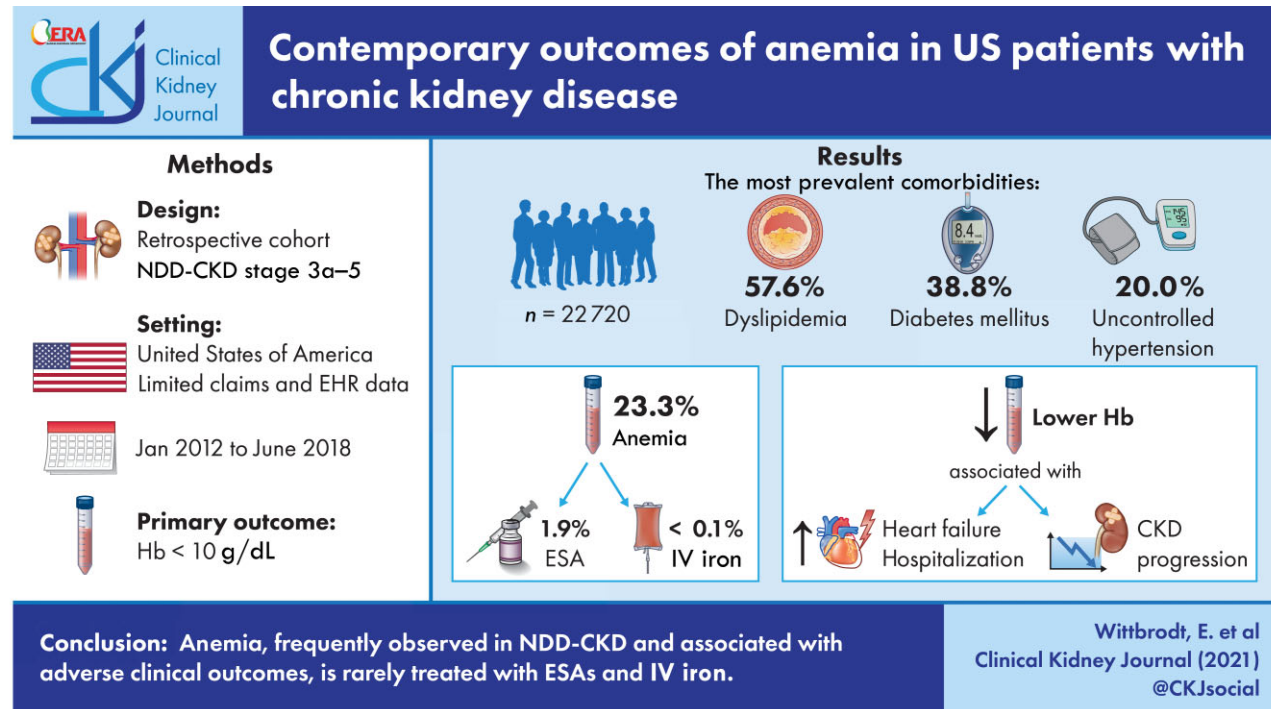 ERA
CKJ
Clinical
Kidney
Journal
Contemporary outcomes of anemia in US patients with
chronic kidney disease
Methods
Design:
Retrospective cohort
NDD-CKD stage 3a–5
Setting:
United States of America
Limited claims and EHR data
Jan 2012 to June 2018
Primary outcome:
Hb < 10 g/dL
Results
The most prevalent comorbidities:
n = 22 720
57.6%
Dyslipidemia
8.4
38.8%
Diabetes mellitus
145
95
20.0%
Uncontrolled
hypertension
23.3%
Anemia
1.9%
ESA
< 0.1%
IV iron
Lower Hb
associated with
Heart failure
Hospitalization
CKD
progression
Conclusion: Anemia, frequently observed in NDD-CKD and associated with
adverse clinical outcomes, is rarely treated with ESAs and IV iron.
Wittbrodt, E. et al
Clinical Kidney Journal (2021)
@CKJsocial